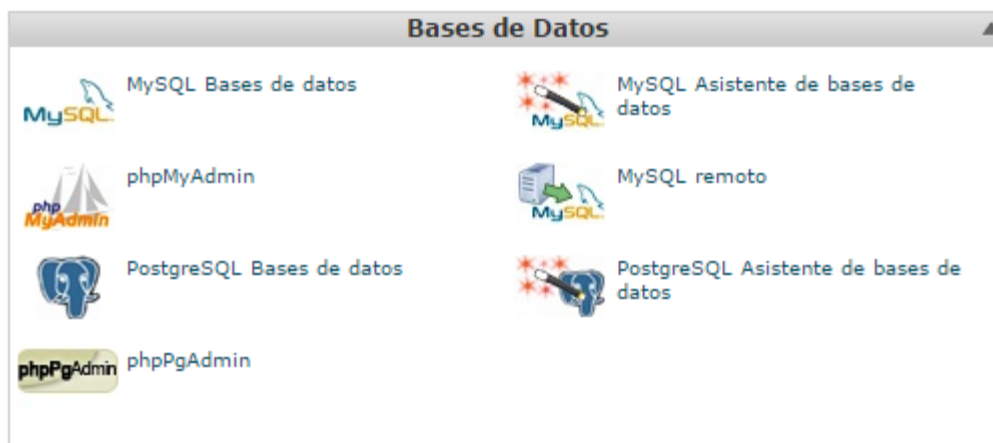 Bases de Datos
MySQL
MySQL Bases de datos
MySQL
MySQL Asistente de bases de
datos
php
MyAdmin
phpMyAdmin
MySQL
MySQL remoto
PostgreSQL Bases de datos
PostgreSQL Asistente de bases de
datos
phpPgAdmin
phpPgAdmin